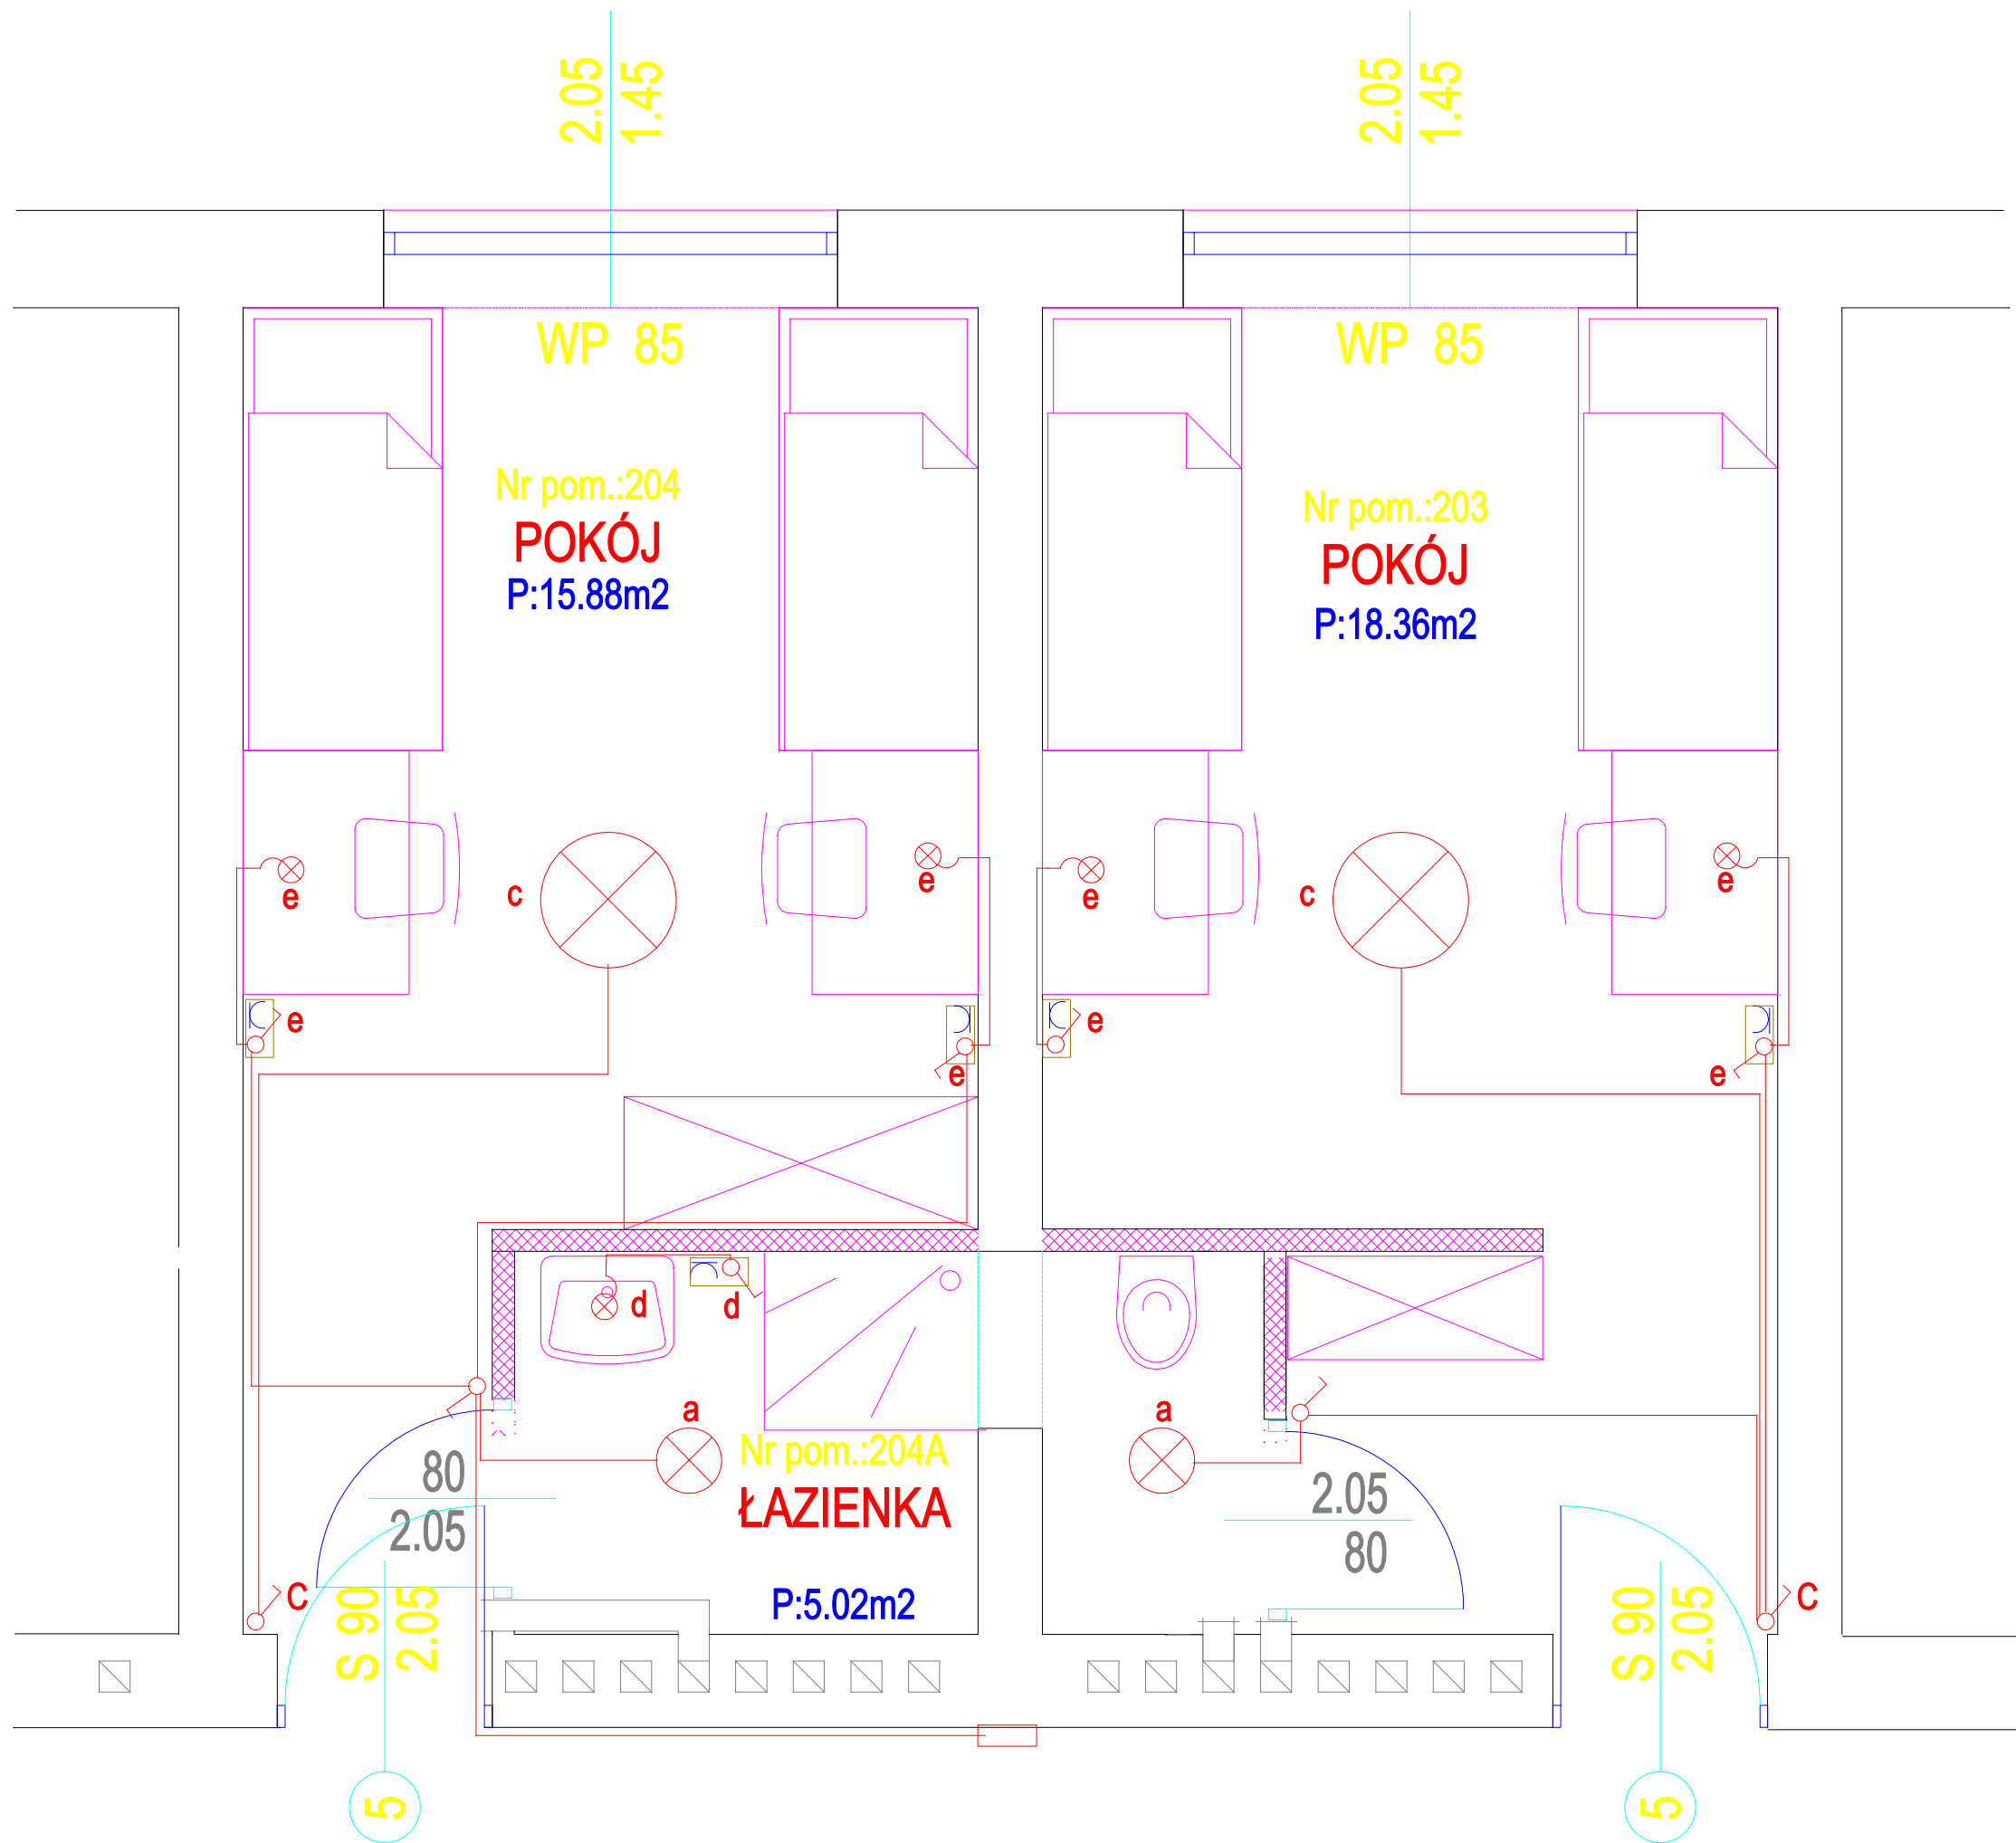 2.05
1.45
2.05
1.45
WP 85
WP 85
Nr pom.:204
POKÓJ
P:15.88m2
Nr pom.:203
POKÓJ
P:18.36m2
e
c
e
e
c
e
e
e
e
e
d
d
a
a
Nr pom.:204A
ŁAZIENKA
P:5.02m2
80
2.05
2.05
80
C
C
S 90
2.05
S 90
2.05
5
5